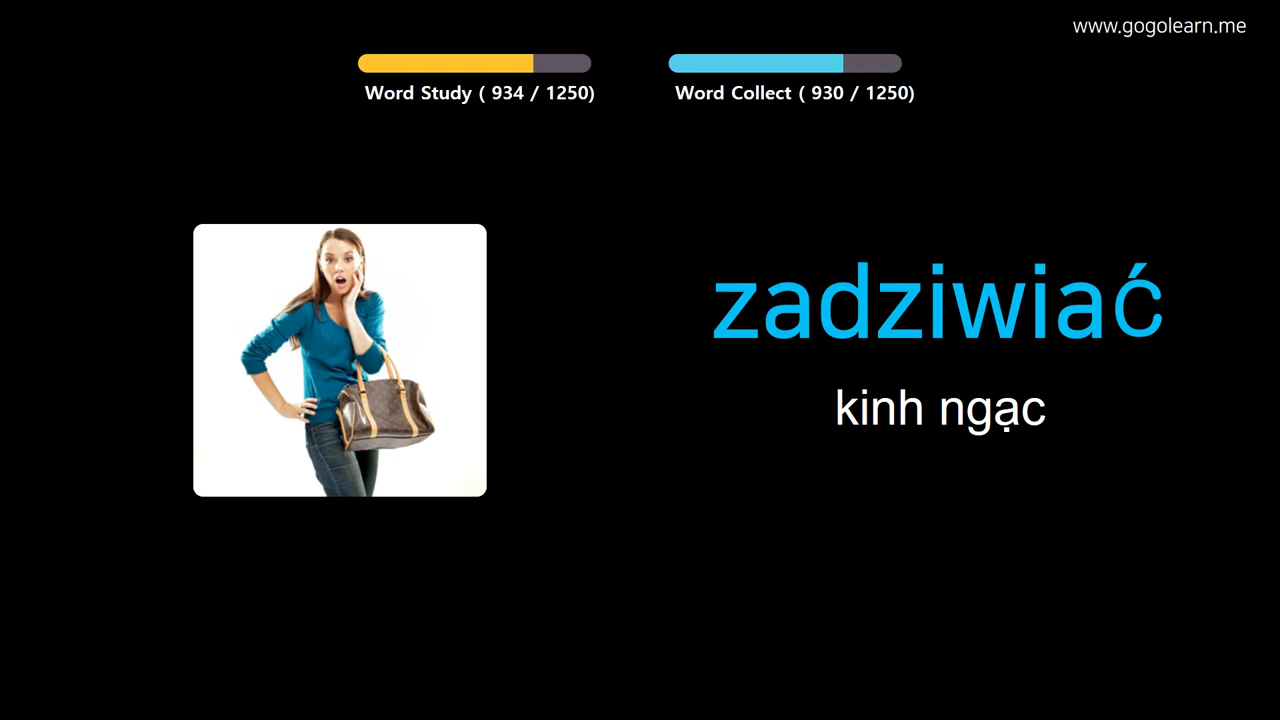 www.gogolearn.me
Word Study ( 934 / 1250)
Word Collect ( 930 / 1250)
zadziwiać
kinh ngạc